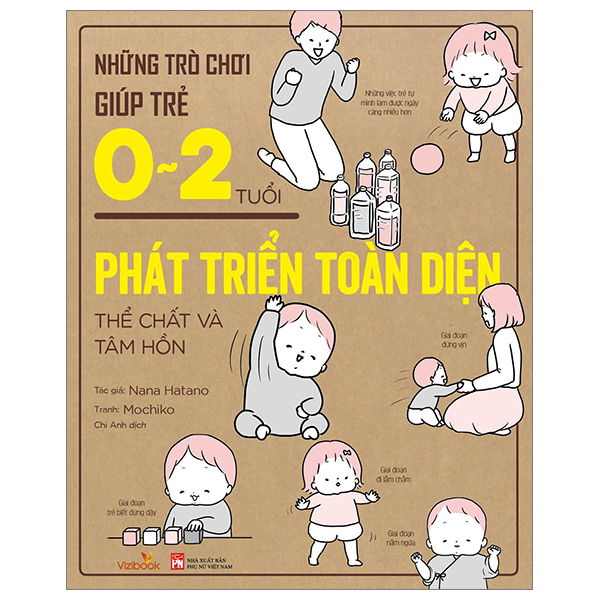 NHỮNG TRÒ CHƠI
GIÚP TRẺ
0~2 TUỔI
Những việc trẻ tự
mình làm được ngày
càng nhiều hơn
PHÁT TRIỂN TOÀN DIỆN
THỂ CHẤT VÀ
TÂM HỒN
Giai đoạn
đứng vịn
Tác giả: Nana Hatano
Tranh: Mochiko
Chi Anh dịch
Giai đoạn
trẻ biết đứng dậy
Giai đoạn
đi lẫm chẫm
Giai đoạn
nằm ngửa
Vizibook
PN
NHÀ XUẤT BẢN
PHỤ NỮ VIỆT NAM